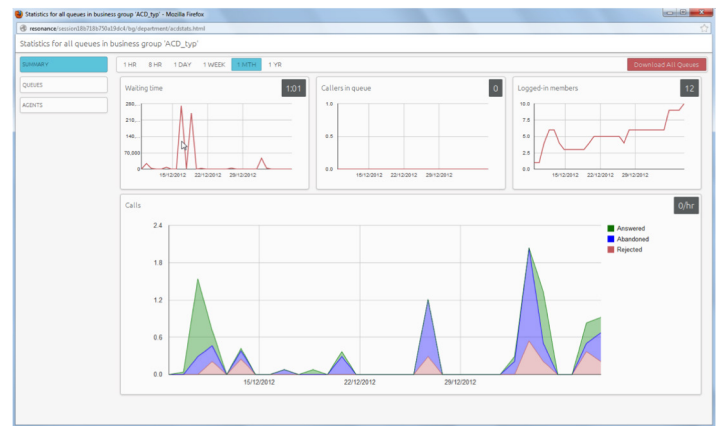 Statistics for all queues in business group 'ACD_typ' - Mozilla Firefox
Statistics for all queues in business group 'ACD_typ'
SUMMARY
QUEUES
AGENTS
1 HR 8 HR 1 DAY 1 WEEK 1 MTH 1 YR
Download All Queues
Waiting time 1:01
280...
210...
140...
70,000
0
15/12/2012 22/12/2012 29/12/2012
Callers in queue 0
1.0
0.5
0.0
15/12/2012 22/12/2012 29/12/2012
Logged-in members 12
10.0
7.5
5.0
2.5
0.0
15/12/2012 22/12/2012 29/12/2012
Calls 0/hr
2.4
1.8
1.2
0.6
0.0
15/12/2012 22/12/2012 29/12/2012
Answered
Abandoned
Rejected